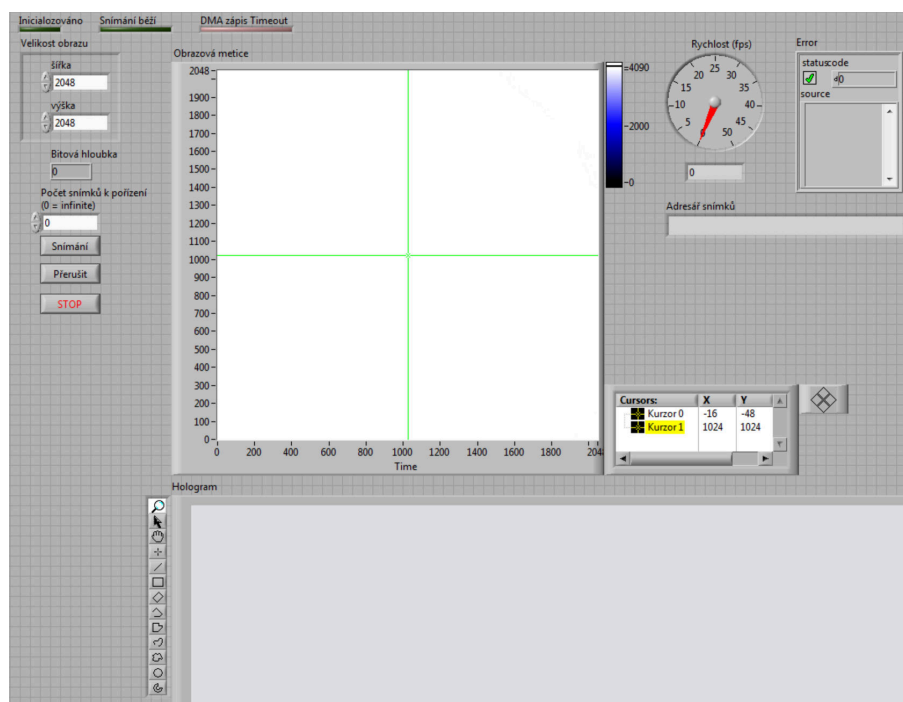 Inicialozováno Snímání běží DMA zápis Timeout
Velikost obrazu
šířka
2048
výška
2048
Bitová hloubka
0
Počet snímků k pořízení
(0 = infinite)
0
Snímání
Přerušit
STOP
Obrazová metice
2048
1900
1800
1700
1600
1500
1400
1300
1200
1100
1000
900
800
700
600
500
400
300
200
100
0
0 200 400 600 800 1000 1200 1400 1600 1800 204
Time
4090
2000
0
Rychlost (fps)
0 5 10 15 20 25 30 35 40 45 50
0
Error
status code
d0
source
Adresář snímků
Cursors: X Y
Kurzor 0 -16 -48
Kurzor 1 1024 1024
Hologram